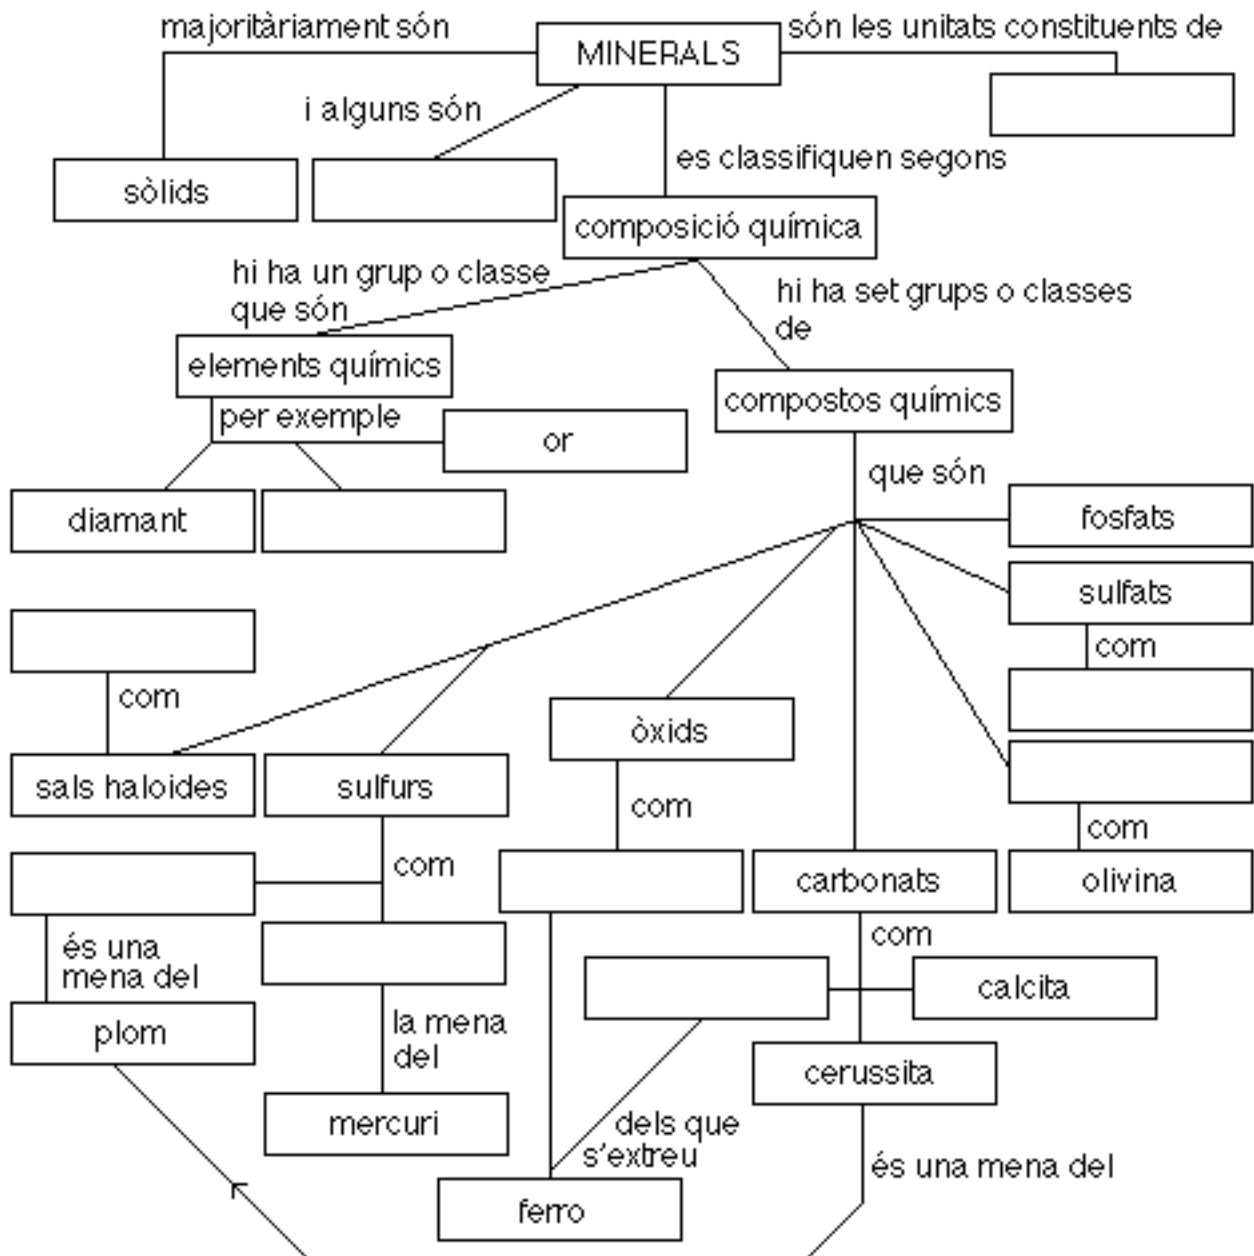 majoritàriament són
MINERALS
són les unitats constituents de
i alguns són
sòlids
es classifiquen segons
composició química
hi ha un grup o classe
que són
hi ha set grups o classes
de
elements químics
per exemple
or
diamant
compostos químics
que són
fosfats
sulfats
com
com
sals haloides
sulfurs
òxids
com
com
com
carbonats
olivina
és una
mena del
plom
com
calcita
la mena
del
mercuri
cerussita
dels que
s'extreu
ferro
és una mena del